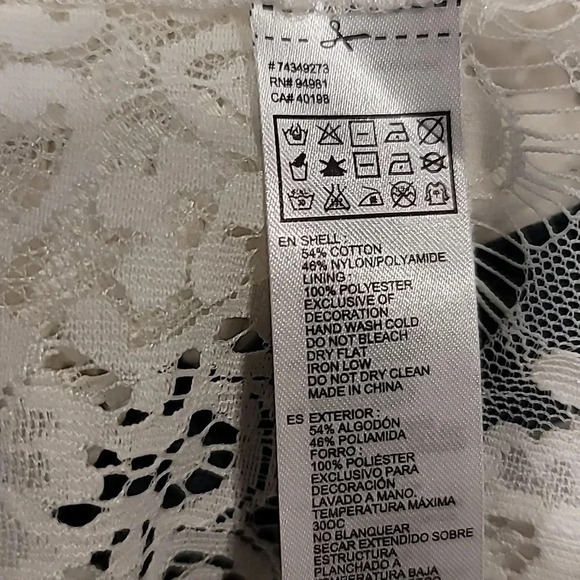 # 74349273
RN# 94981
CA# 40198
EN SHELL :
54% COTTON
46% NYLON/POLYAMIDE
LINING :
100% POLYESTER
EXCLUSIVE OF
DECORATION
HAND WASH COLD
DO NOT BLEACH
DRY FLAT
IRON LOW
DO NOT DRY CLEAN
MADE IN CHINA
ES EXTERIOR :
54% ALGODÓN
46% POLIAMIDA
FORRO :
100% POLIÉSTER
EXCLUSIVO PARA
DECORACIÓN
LAVADO A MANO.
TEMPERATURA MÁXIMA
30OC
NO BLANQUEAR
SECAR EXTENDIDO SOBRE
ESTRUCTURA
PLANCHADO A
TEMPERATURA BAJA